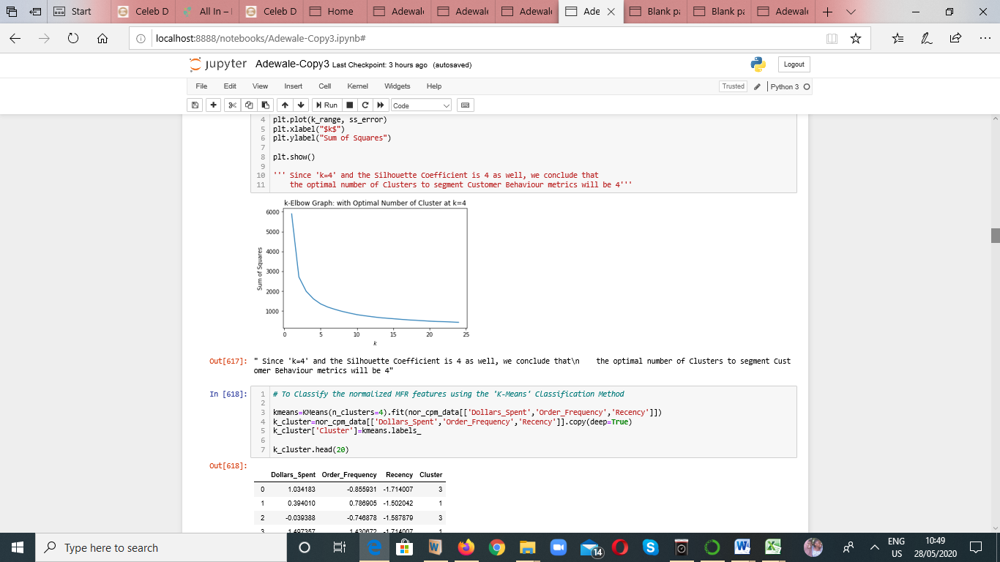 Start
Celeb D
All In –
Celeb D
Home
Adewale
Adewale
Adewale
Ade
Blank pa
Blank pa
Adewale
localhost:8888/notebooks/Adewale-Copy3.ipynb#
jupyter Adewale-Copy3 Last Checkpoint: 3 hours ago (autosaved)
Logout
File Edit View Insert Cell Kernel Widgets Help
Trusted Python 3
Run Code
4 plt.plot(k_range, ss_error)
5 plt.xlabel("$k$")
6 plt.ylabel("Sum of Squares")
7
8 plt.show()
9
10 ''' Since 'k=4' and the Silhouette Coefficient is 4 as well, we conclude that
11 the optimal number of Clusters to segment Customer Behaviour metrics will be 4'''
k-Elbow Graph: with Optimal Number of Cluster at k=4
6000
5000
4000
3000
2000
1000
Sum of Squares
0 5 10 15 20 25
k
Out[617]: " Since 'k=4' and the Silhouette Coefficient is 4 as well, we conclude that\n    the optimal number of Clusters to segment Cust
omer Behaviour metrics will be 4"
In [618]:
1 # To Classify the normalized MFR features using the 'K-Means' Classification Method
2
3 kmeans=KMeans(n_clusters=4).fit(nor_cpm_data[['Dollars_Spent','Order_Frequency','Recency']])
4 k_cluster=nor_cpm_data[['Dollars_Spent','Order_Frequency','Recency']].copy(deep=True)
5 k_cluster['Cluster']=kmeans.labels_
6
7 k_cluster.head(20)
Out[618]:
Dollars_Spent Order_Frequency Recency Cluster
0 1.034183 -0.855931 -1.714007 3
1 0.394010 0.786905 -1.502042 1
2 -0.039388 -0.746878 -1.587879 3
3 1.497357 1.430672 -1.714007 1
Type here to search
14
ENG
US
10:49
28/05/2020